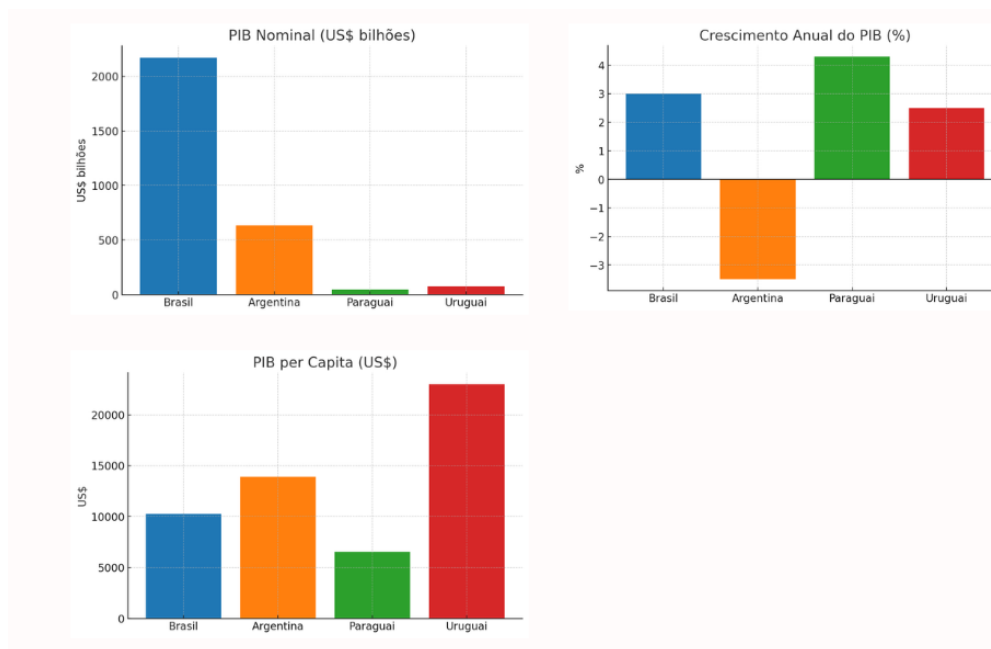 PIB Nominal (US$ bilhões)
US$ bilhões
2000
1500
1000
500
0
Brasil Argentina Paraguai Uruguai
Crescimento Anual do PIB (%)
%
4
3
2
1
0
−1
−2
−3
Brasil Argentina Paraguai Uruguai
PIB per Capita (US$)
US$
20000
15000
10000
5000
0
Brasil Argentina Paraguai Uruguai